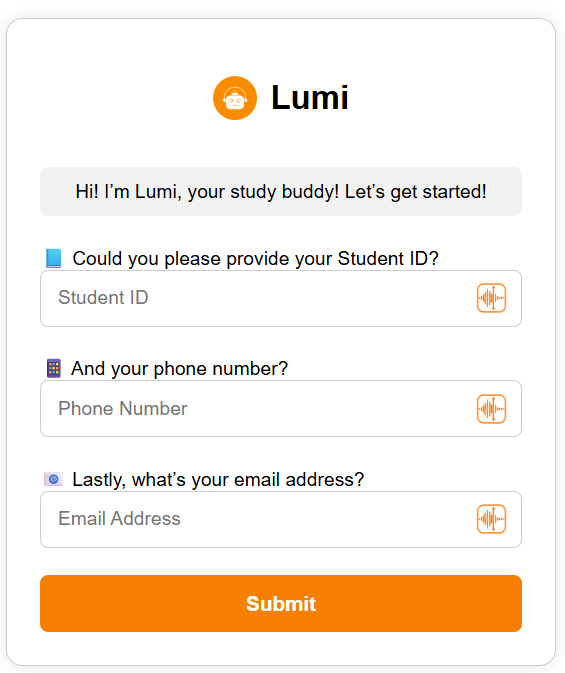 Lumi
Hi! I’m Lumi, your study buddy! Let’s get started!
Could you please provide your Student ID?
Student ID
And your phone number?
Phone Number
Lastly, what’s your email address?
Email Address
Submit